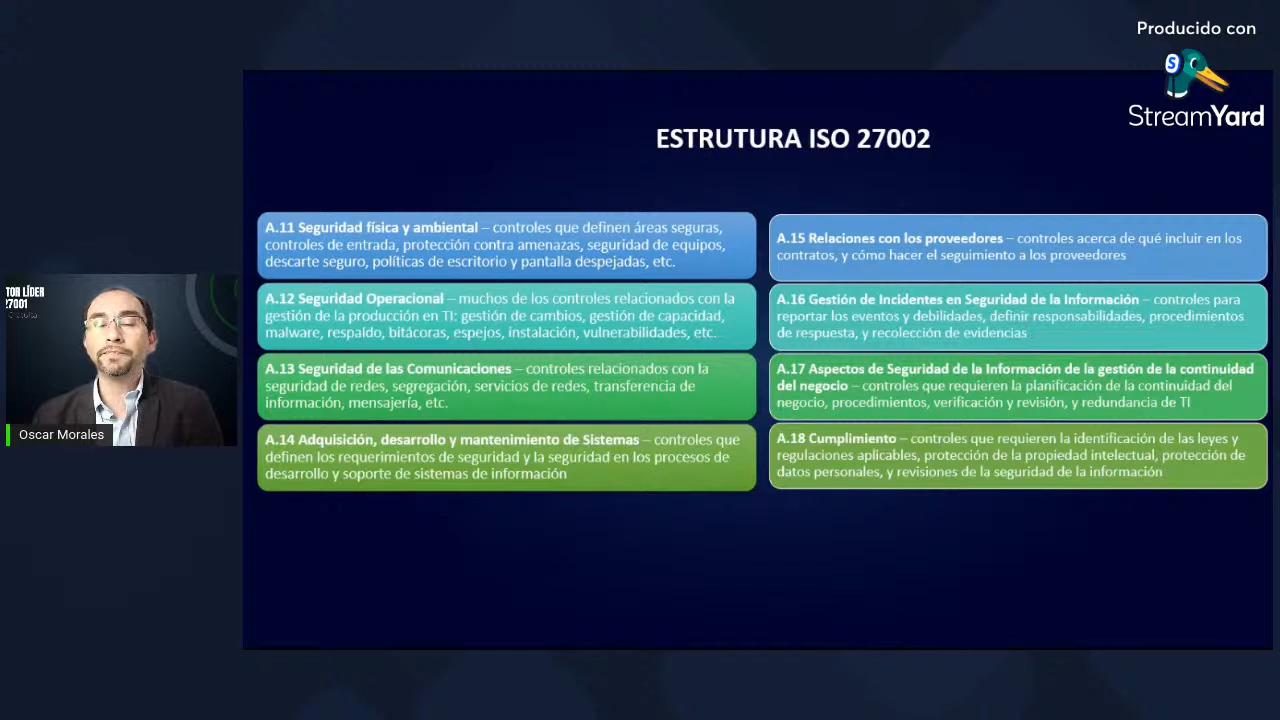 Producido con
StreamYard
ESTRUTURA ISO 27002
A.11 Seguridad física y ambiental – controles que definen áreas seguras,
controles de entrada, protección contra amenazas, seguridad de equipos,
descarte seguro, políticas de escritorio y pantalla despejadas, etc.
A.12 Seguridad Operacional – muchos de los controles relacionados con la
gestión de la producción en TI: gestión de cambios, gestión de capacidad,
malware, respaldo, bitácoras, espejos, instalación, vulnerabilidades, etc.
A.13 Seguridad de las Comunicaciones – controles relacionados con la
seguridad de redes, segregación, servicios de redes, transferencia de
información, mensajería, etc.
A.14 Adquisición, desarrollo y mantenimiento de Sistemas – controles que
definen los requerimientos de seguridad y la seguridad en los procesos de
desarrollo y soporte de sistemas de información
A.15 Relaciones con los proveedores – controles acerca de qué incluir en los
contratos, y cómo hacer el seguimiento a los proveedores
A.16 Gestión de Incidentes en Seguridad de la Información – controles para
reportar los eventos y debilidades, definir responsabilidades, procedimientos
de respuesta, y recolección de evidencias
A.17 Aspectos de Seguridad de la Información de la gestión de la continuidad
del negocio – controles que requieren la planificación de la continuidad del
negocio, procedimientos, verificación y revisión, y redundancia de TI
A.18 Cumplimiento – controles que requieren la identificación de las leyes y
regulaciones aplicables, protección de la propiedad intelectual, protección de
datos personales, y revisiones de la seguridad de la información
TOR LÍDER
27001
Oscar Morales